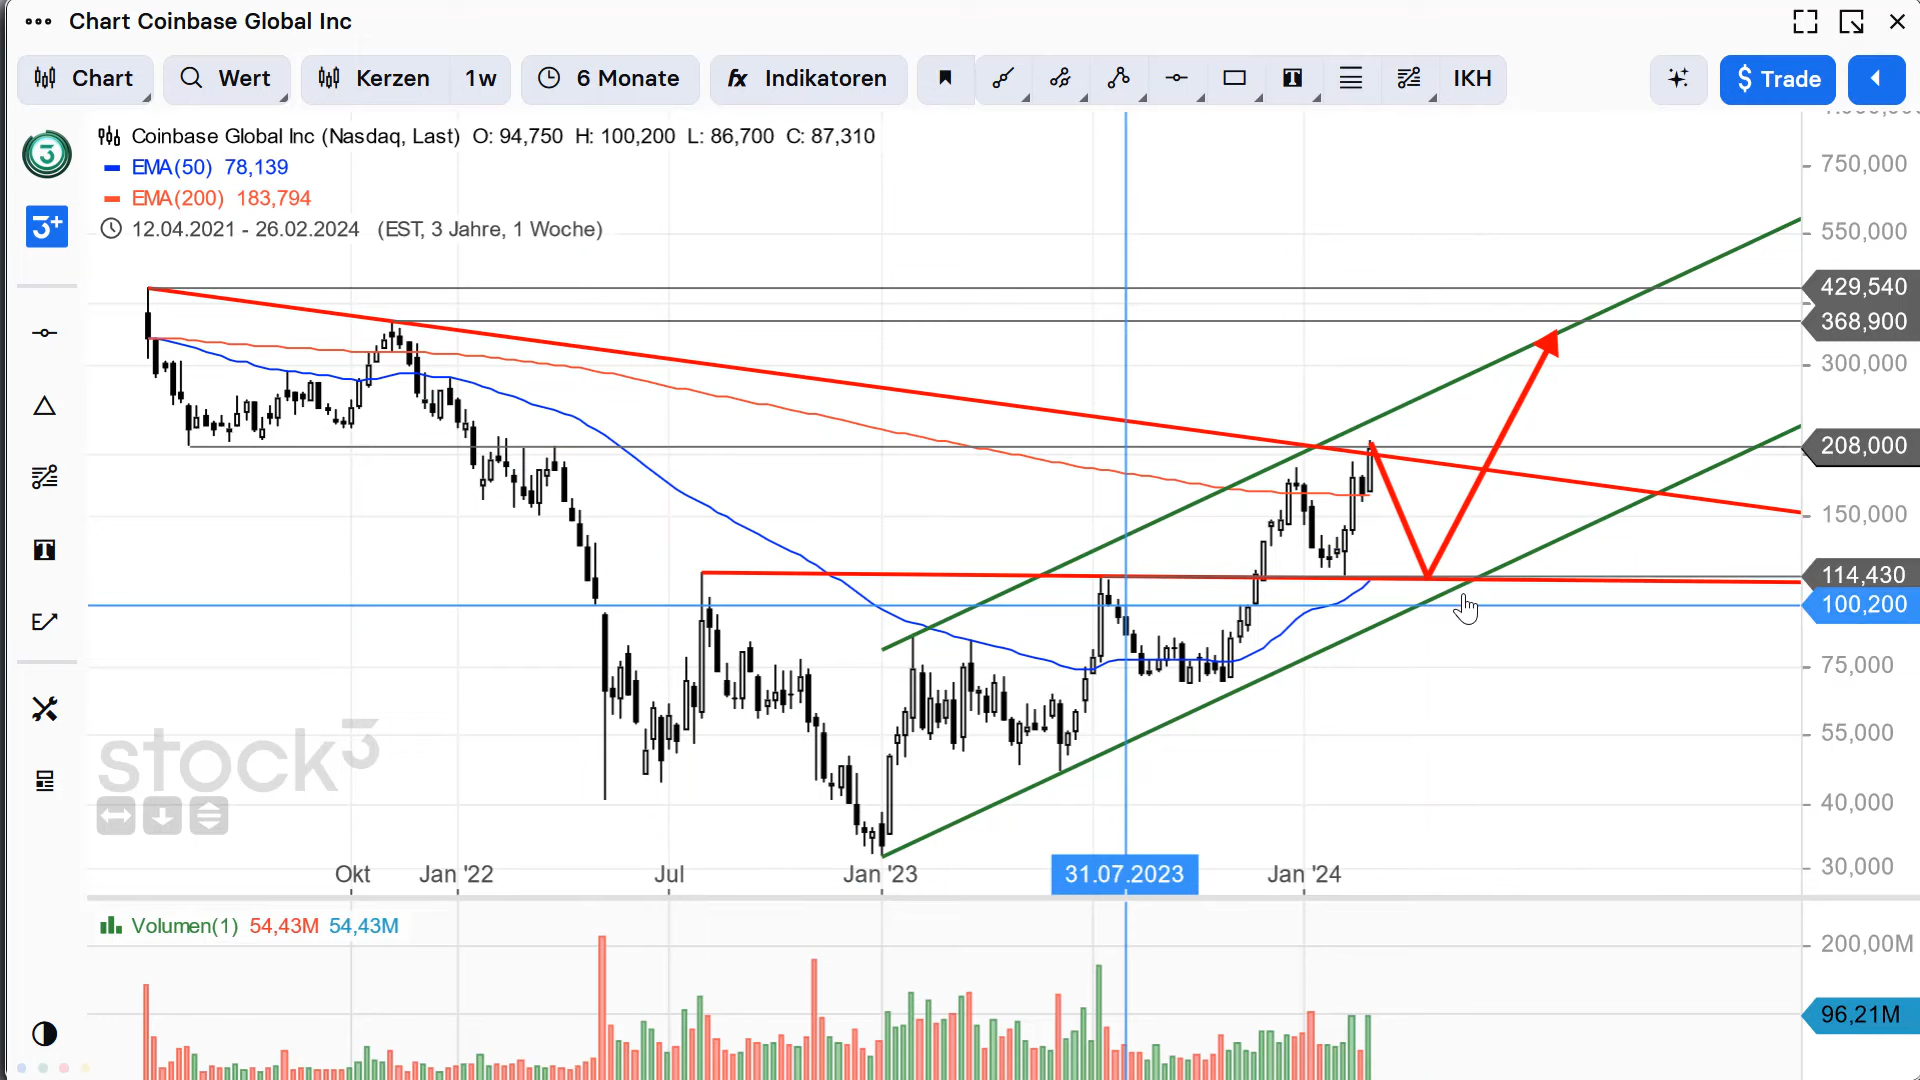 Chart Coinbase Global Inc
Chart Wert Kerzen 1w 6 Monate fx Indikatoren T IKH $ Trade
Coinbase Global Inc (Nasdaq, Last) O: 94,750 H: 100,200 L: 86,700 C: 87,310
EMA(50) 78,139
EMA(200) 183,794
12.04.2021 - 26.02.2024 (EST, 3 Jahre, 1 Woche)
3
3+
T
750,000
550,000
429,540
368,900
300,000
208,000
150,000
114,430
100,200
75,000
55,000
40,000
30,000
stock3
Okt Jan '22 Jul Jan '23 31.07.2023 Jan '24
Volumen(1) 54,43M 54,43M
200,00M
96,21M